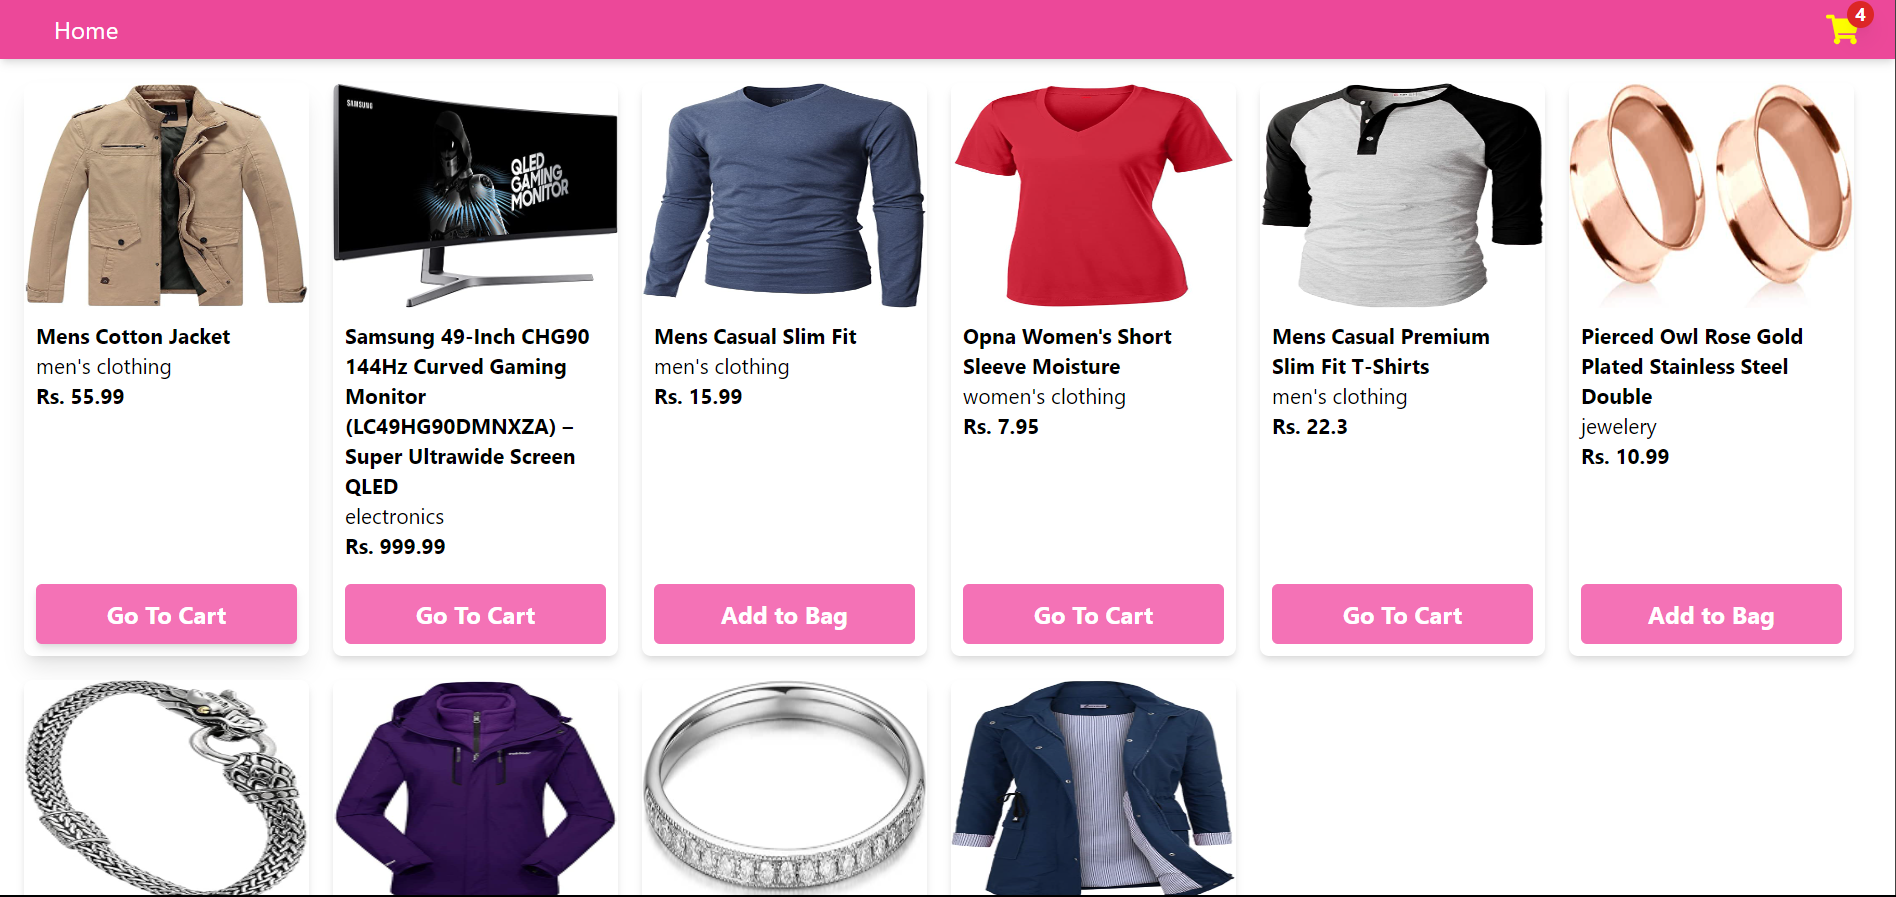 Home
4
SAMSUNG
QLED
GAMING
MONITOR
Mens Cotton Jacket
men's clothing
Rs. 55.99
Go To Cart
Samsung 49-Inch CHG90
144Hz Curved Gaming
Monitor
(LC49HG90DMNXZA) –
Super Ultrawide Screen
QLED
electronics
Rs. 999.99
Go To Cart
Mens Casual Slim Fit
men's clothing
Rs. 15.99
Add to Bag
Opna Women's Short
Sleeve Moisture
women's clothing
Rs. 7.95
Go To Cart
Mens Casual Premium
Slim Fit T-Shirts
men's clothing
Rs. 22.3
Go To Cart
Pierced Owl Rose Gold
Plated Stainless Steel
Double
jewelery
Rs. 10.99
Add to Bag